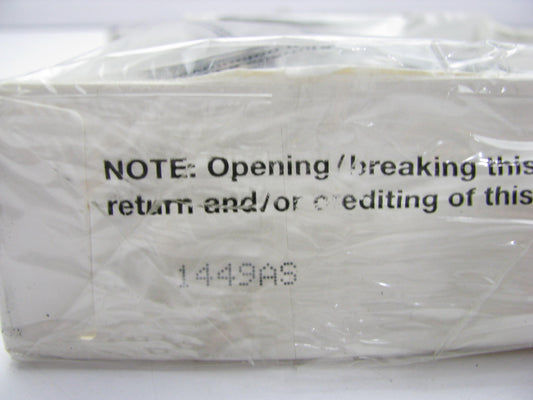 NOTE: Opening/breaking this
return and/or crediting of this
1449AS